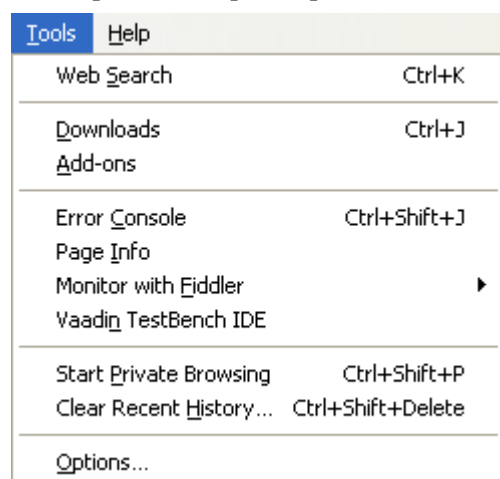 Tools Help
Web Search Ctrl+K
Downloads Ctrl+J
Add-ons
Error Console Ctrl+Shift+J
Page Info
Monitor with Fiddler
Vaadin TestBench IDE
Start Private Browsing Ctrl+Shift+P
Clear Recent History... Ctrl+Shift+Delete
Options...